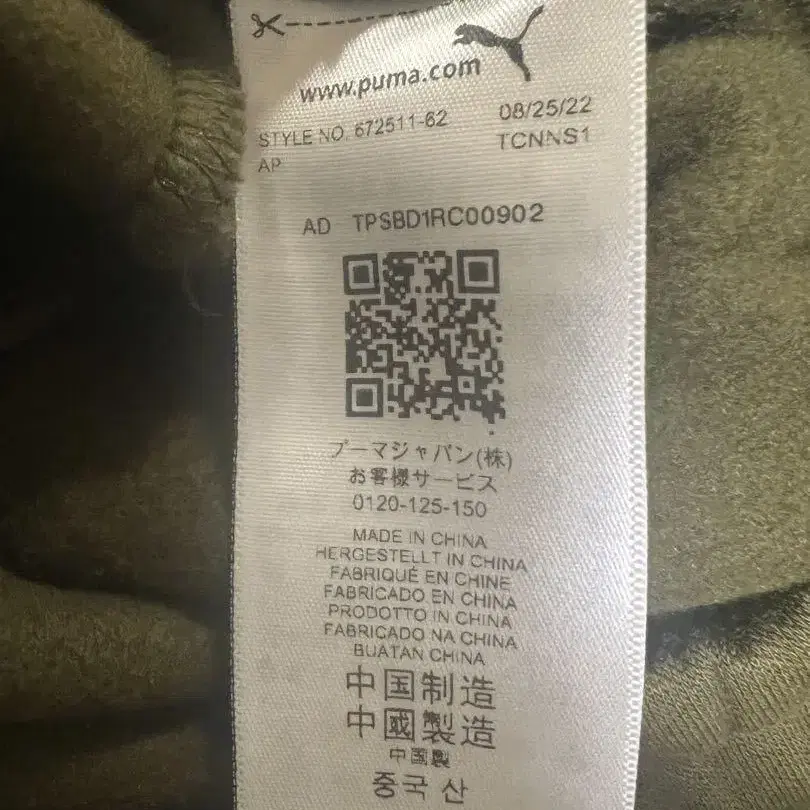 www.puma.com
STYLE NO. 672511-62 08/25/22
AP TCNNS1
AD TPSBD1RC00902
プーマジャパン(株)
お客様サービス
0120-125-150
MADE IN CHINA
HERGESTELLT IN CHINA
FABRIQUÉ EN CHINE
FABRICADO EN CHINA
PRODOTTO IN CHINA
FABRICADO NA CHINA
BUATAN CHINA
中国制造
中國製造
中国製
중국 산